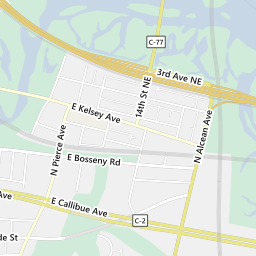 C-77
3rd Ave NE
14th St NE
E Kelsey Ave
N Pierce Ave
N Alcean Ave
E Bosseny Rd
Ave
E Callibue Ave
C-2
de St